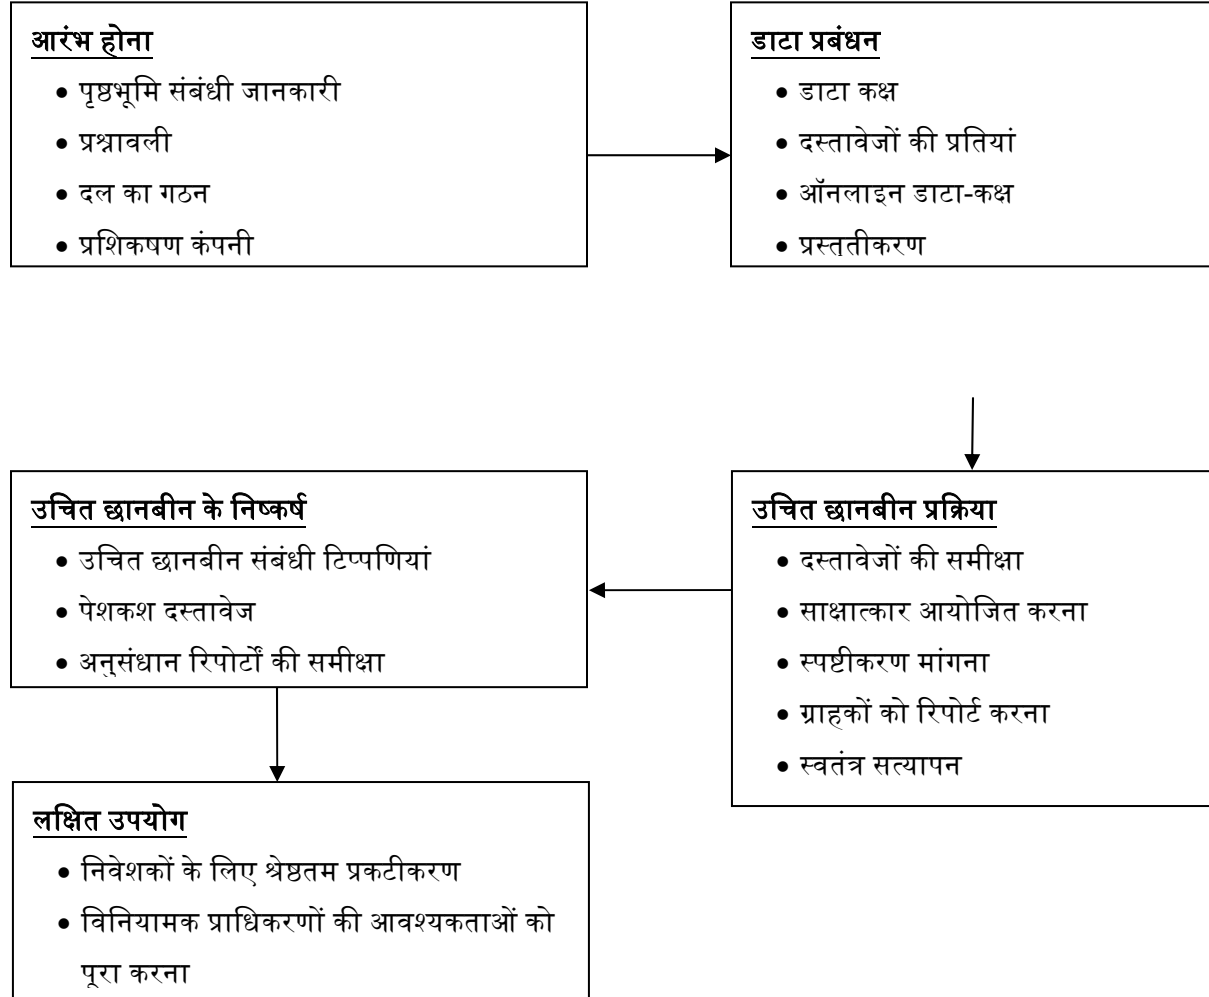 आरंभ होना
• पृष्ठभूमि संबंधी जानकारी
• प्रश्नावली
• दल का गठन
• प्रशिकषण कंपनी
डाटा प्रबंधन
• डाटा कक्ष
• दस्तावेजों की प्रतियां
• ऑनलाइन डाटा-कक्ष
• प्रस्तुतीकरण
उचित छानबीन प्रक्रिया
• दस्तावेजों की समीक्षा
• साक्षात्कार आयोजित करना
• स्पष्टीकरण मांगना
• ग्राहकों को रिपोर्ट करना
• स्वतंत्र सत्यापन
उचित छानबीन के निष्कर्ष
• उचित छानबीन संबंधी टिप्पणियां
• पेशकश दस्तावेज
• अनुसंधान रिपोर्टों की समीक्षा
लक्षित उपयोग
• निवेशकों के लिए श्रेष्ठतम प्रकटीकरण
• विनियामक प्राधिकरणों की आवश्यकताओं को
पूरा करना